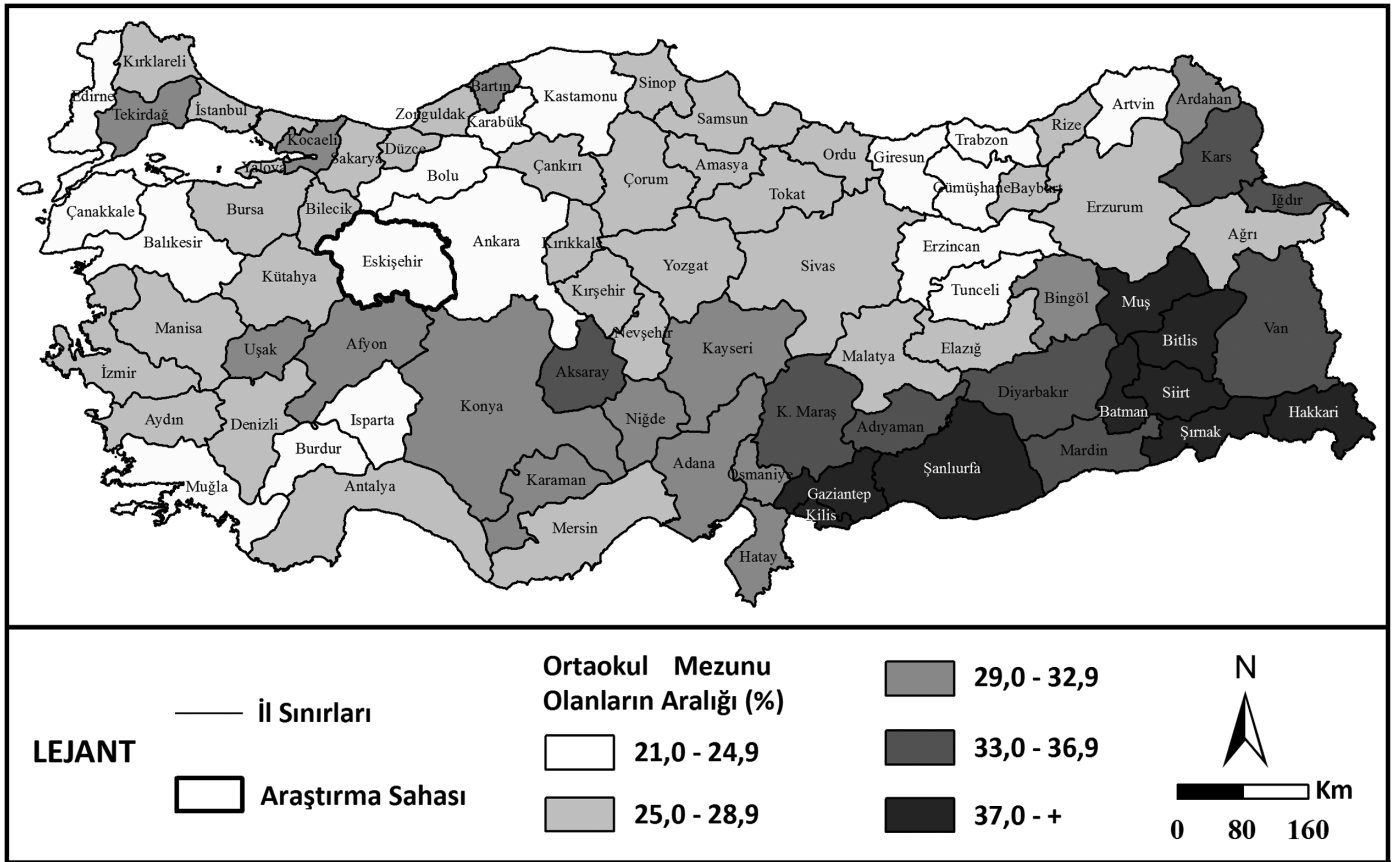 Kırklareli
Edirne
Tekirdağ
İstanbul
Kocaeli
Yalova
Sakarya
Düzce
Zonguldak
Bartın
Karabük
Kastamonu
Sinop
Samsun
Bolu
Çankırı
Çorum
Amasya
Tokat
Ordu
Giresun
Trabzon
Gümüşhane
Bayburt
Rize
Artvin
Ardahan
Kars
Iğdır
Ağrı
Erzurum
Erzincan
Tunceli
Bingöl
Muş
Bitlis
Van
Çanakkale
Balıkesir
Bursa
Bilecik
Eskişehir
Ankara
Kırıkkale
Kırşehir
Yozgat
Sivas
Kütahya
Manisa
Uşak
Afyon
İzmir
Aydın
Denizli
Isparta
Burdur
Muğla
Antalya
Konya
Aksaray
Nevşehir
Kayseri
Niğde
Karaman
Mersin
Adana
Osmaniye
Hatay
K. Maraş
Malatya
Elazığ
Adıyaman
Diyarbakır
Batman
Siirt
Şırnak
Hakkari
Mardin
Şanlıurfa
Gaziantep
Kilis
LEJANT
İl Sınırları
Araştırma Sahası
Ortaokul Mezunu
Olanların Aralığı (%)
21,0 - 24,9
25,0 - 28,9
29,0 - 32,9
33,0 - 36,9
37,0 - +
N
Km
0 80 160